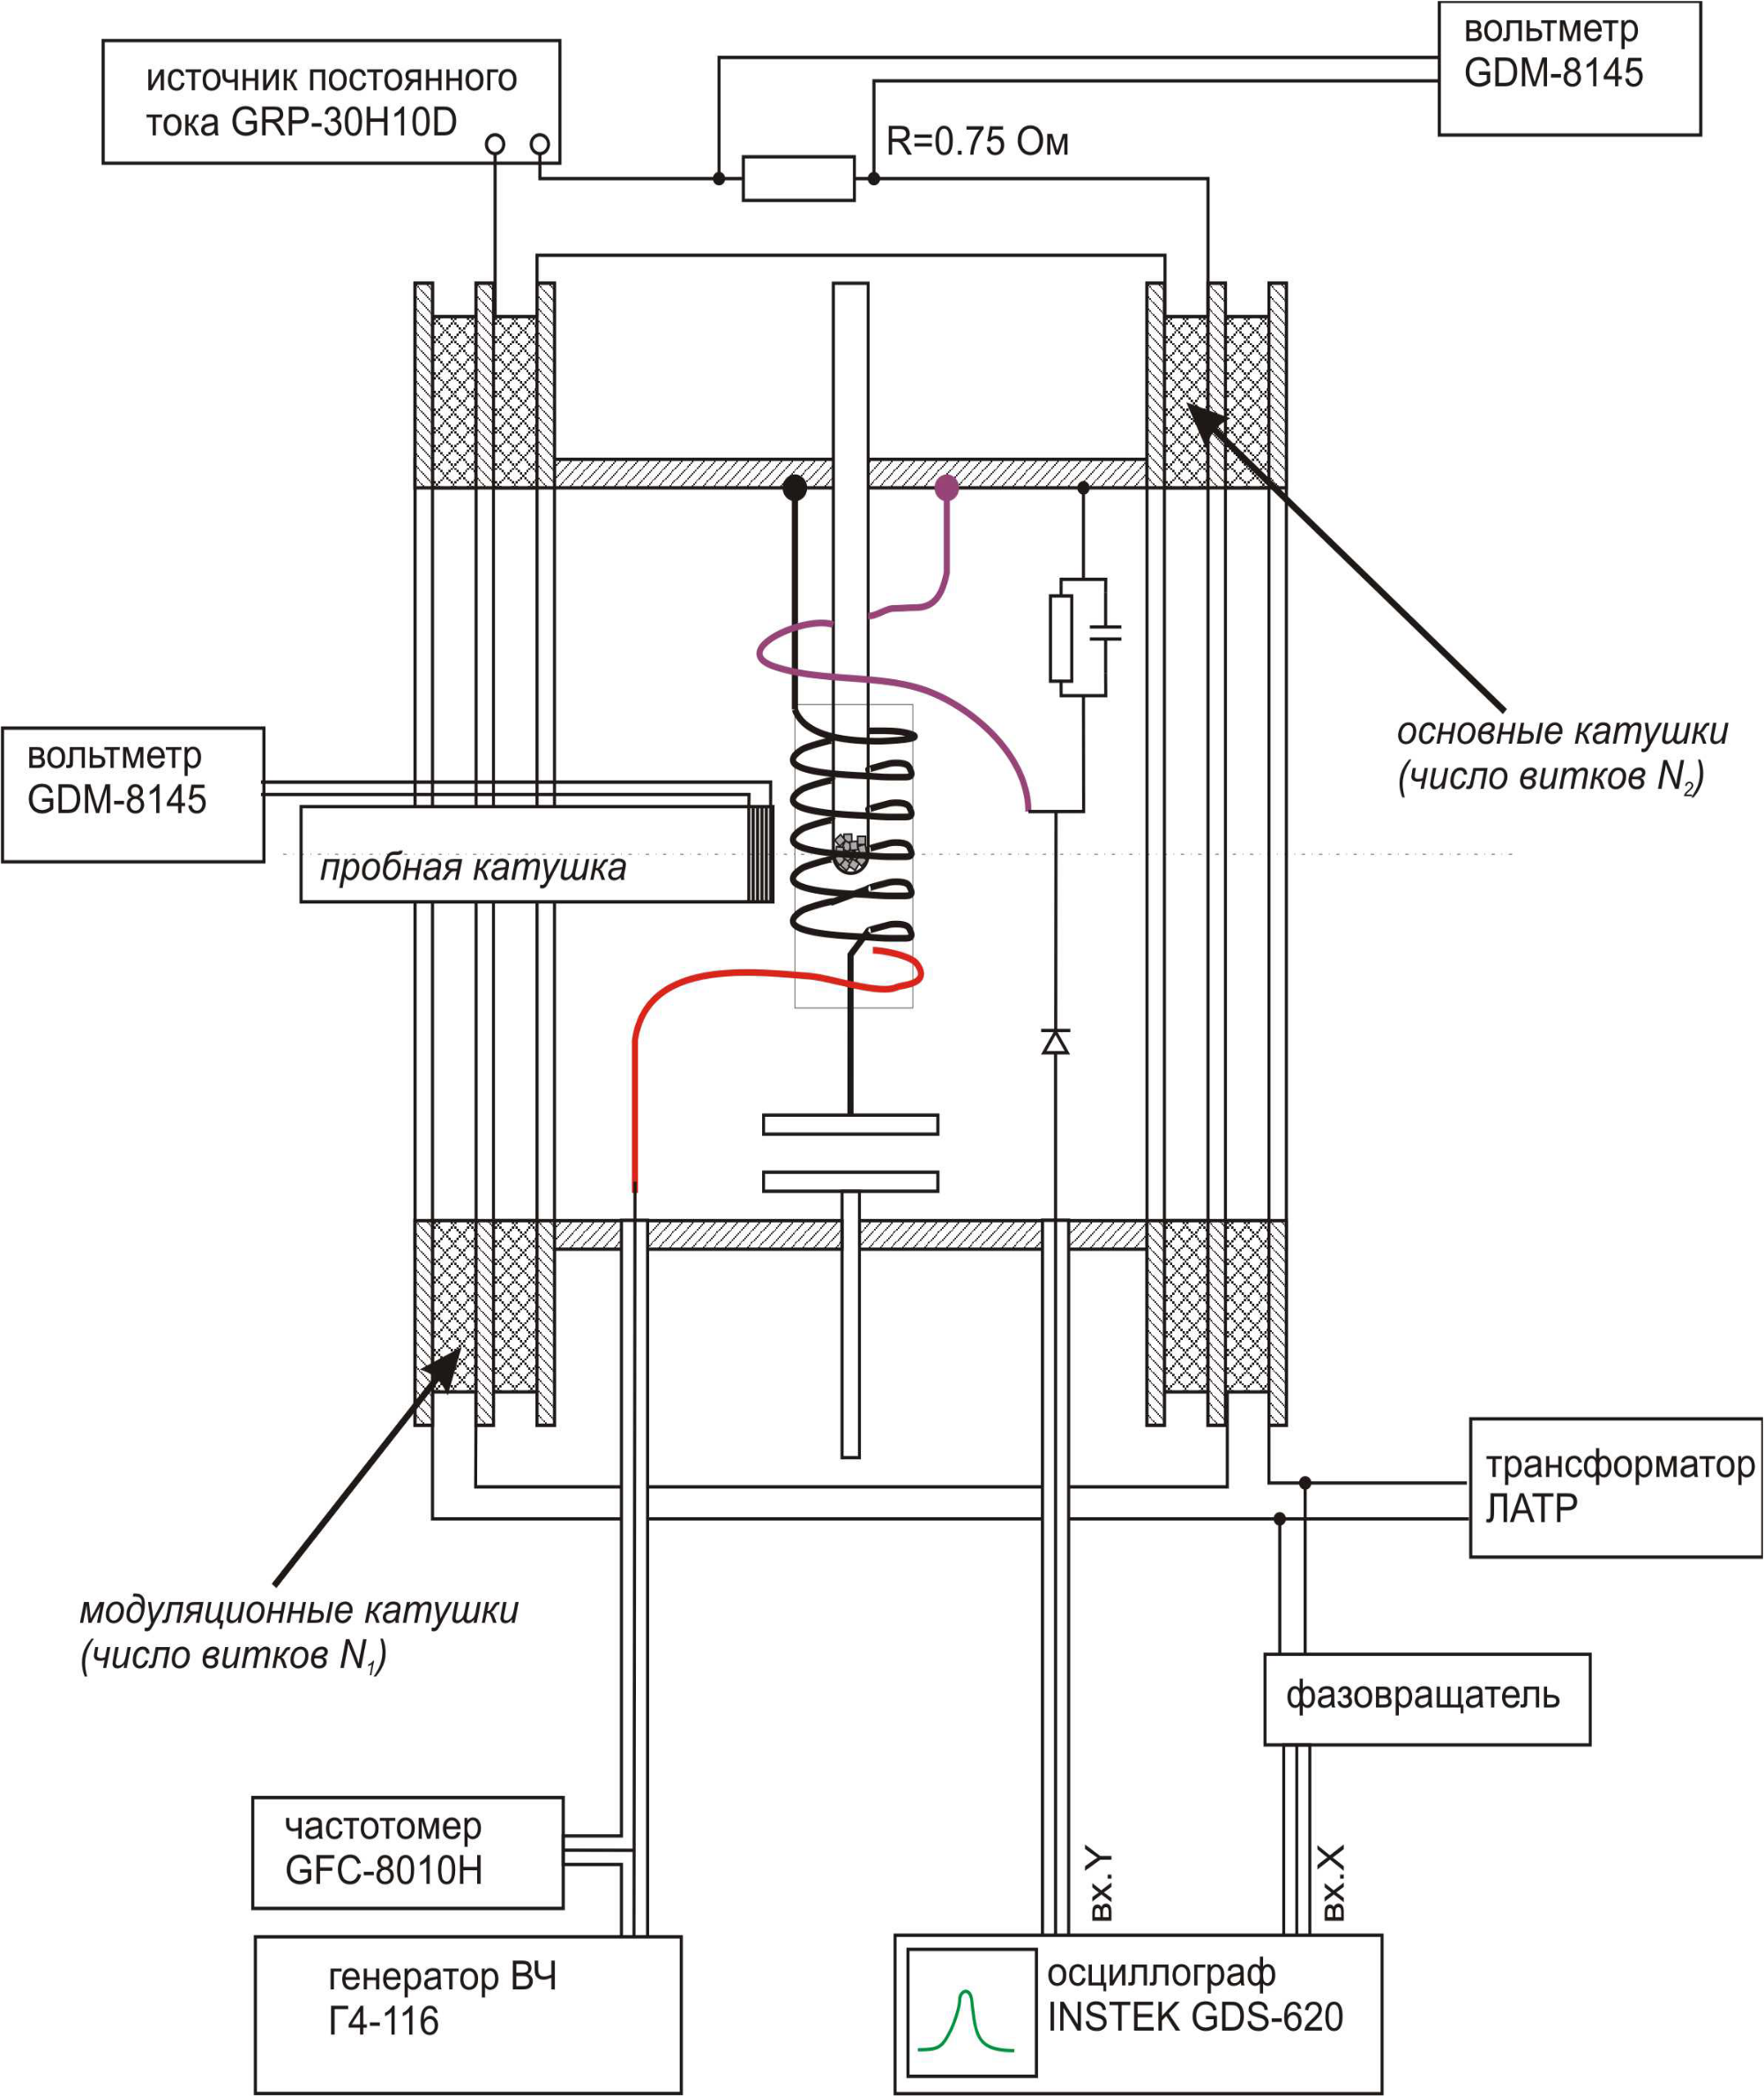 источник постоянного
тока GRP-30H10D
вольтметр
GDM-8145
R=0.75 Ом
основные катушки
(число витков N₂)
вольтметр
GDM-8145
пробная катушка
трансформатор
ЛАТР
модуляционные катушки
(число витков N₁)
фазовращатель
частотомер
GFC-8010H
вх.Y
вх.X
генератор ВЧ
Г4-116
осциллограф
INSTEK GDS-620